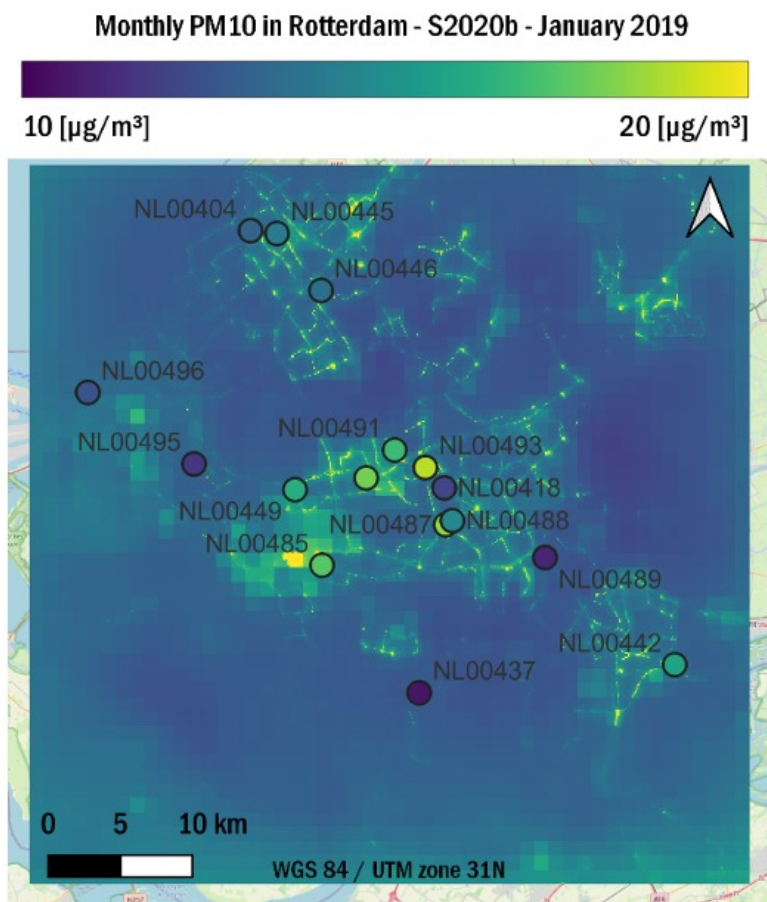 Monthly PM10 in Rotterdam - S2020b - January 2019
10 [µg/m³]
20 [µg/m³]
NL00404
NL00445
NL00446
NL00496
NL00491
NL00495
NL00493
NL00418
NL00449
NL00487
NL00488
NL00485
NL00489
NL00442
NL00437
0 5 10 km
WGS 84 / UTM zone 31N